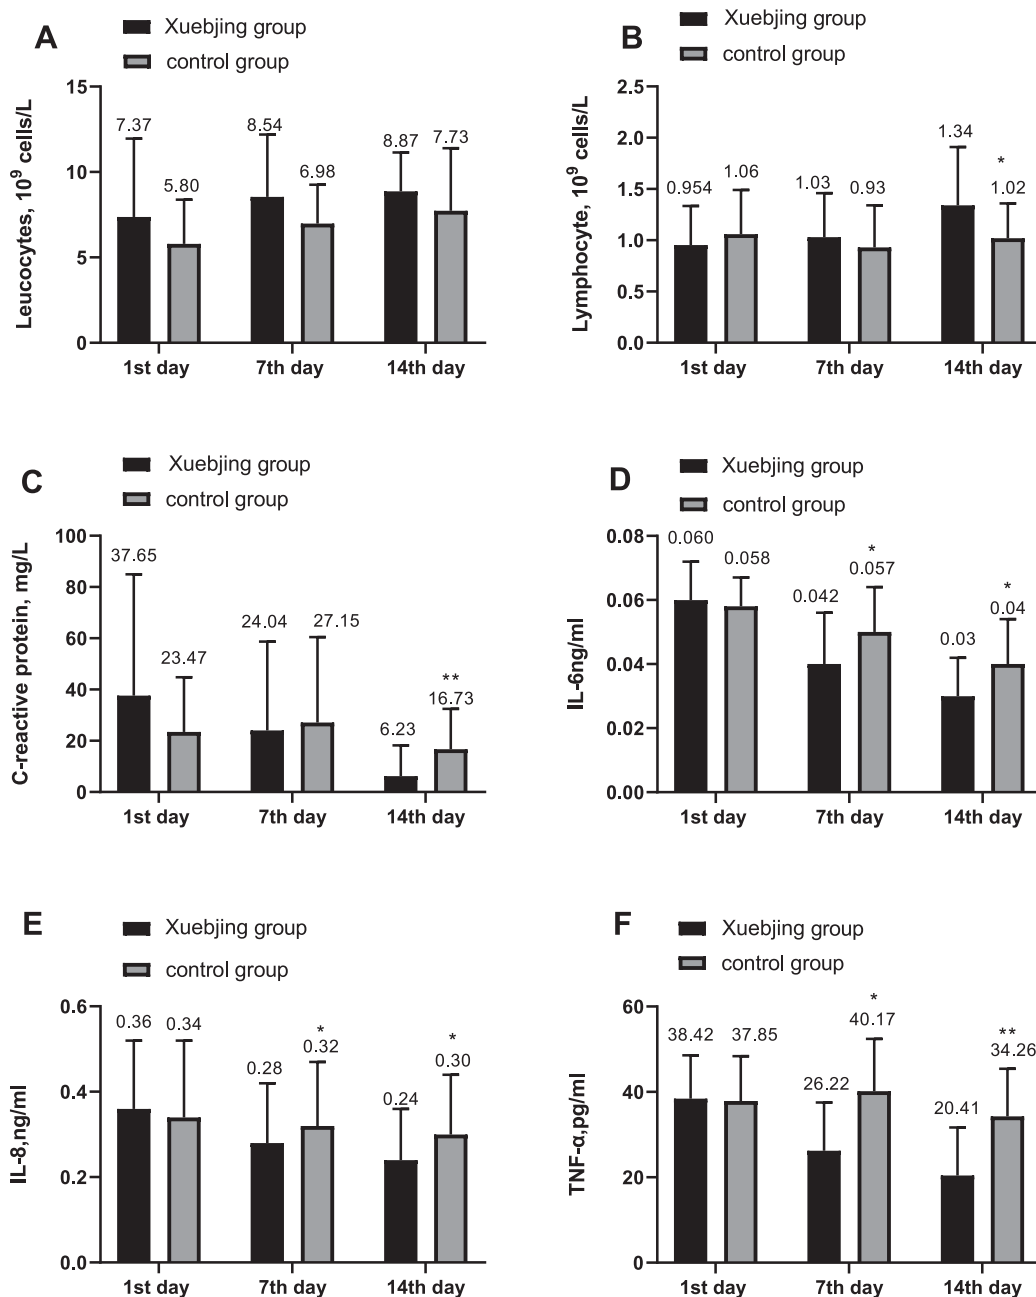 A
Xuebjing group
control group
Leucocytes, 10⁹ cells/L
15
10
5
0
7.37
5.80
8.54
6.98
8.87
7.73
1st day
7th day
14th day
B
Xuebjing group
control group
Lymphocyte, 10⁹ cells/L
2.5
2.0
1.5
1.0
0.5
0.0
0.954
1.06
1.03
0.93
1.34
*
1.02
1st day
7th day
14th day
C
Xuebjing group
control group
C-reactive protein, mg/L
100
80
60
40
20
0
37.65
23.47
24.04
27.15
6.23
**
16.73
1st day
7th day
14th day
D
Xuebjing group
control group
IL-6ng/ml
0.08
0.06
0.04
0.02
0.00
0.060
0.058
0.042
*
0.057
0.03
*
0.04
1st day
7th day
14th day
E
Xuebjing group
control group
IL-8,ng/ml
0.6
0.4
0.2
0.0
0.36
0.34
0.28
*
0.32
0.24
*
0.30
1st day
7th day
14th day
F
Xuebjing group
control group
TNF-α,pg/ml
60
40
20
0
38.42
37.85
26.22
*
40.17
20.41
**
34.26
1st day
7th day
14th day